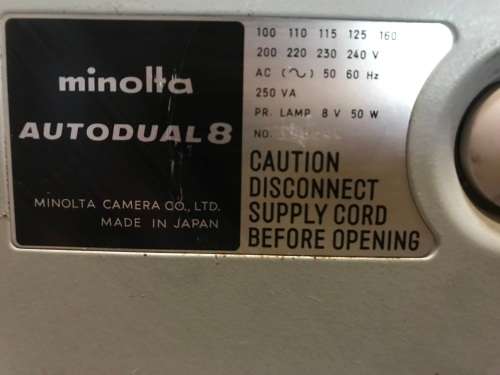 minolta
AUTODUAL 8
MINOLTA CAMERA CO., LTD.
MADE IN JAPAN
100 110 115 125 160
200 220 230 240 V
AC (∿) 50 60 Hz
250 VA
PR. LAMP 8 V 50 W
NO.
CAUTION
DISCONNECT
SUPPLY CORD
BEFORE OPENING